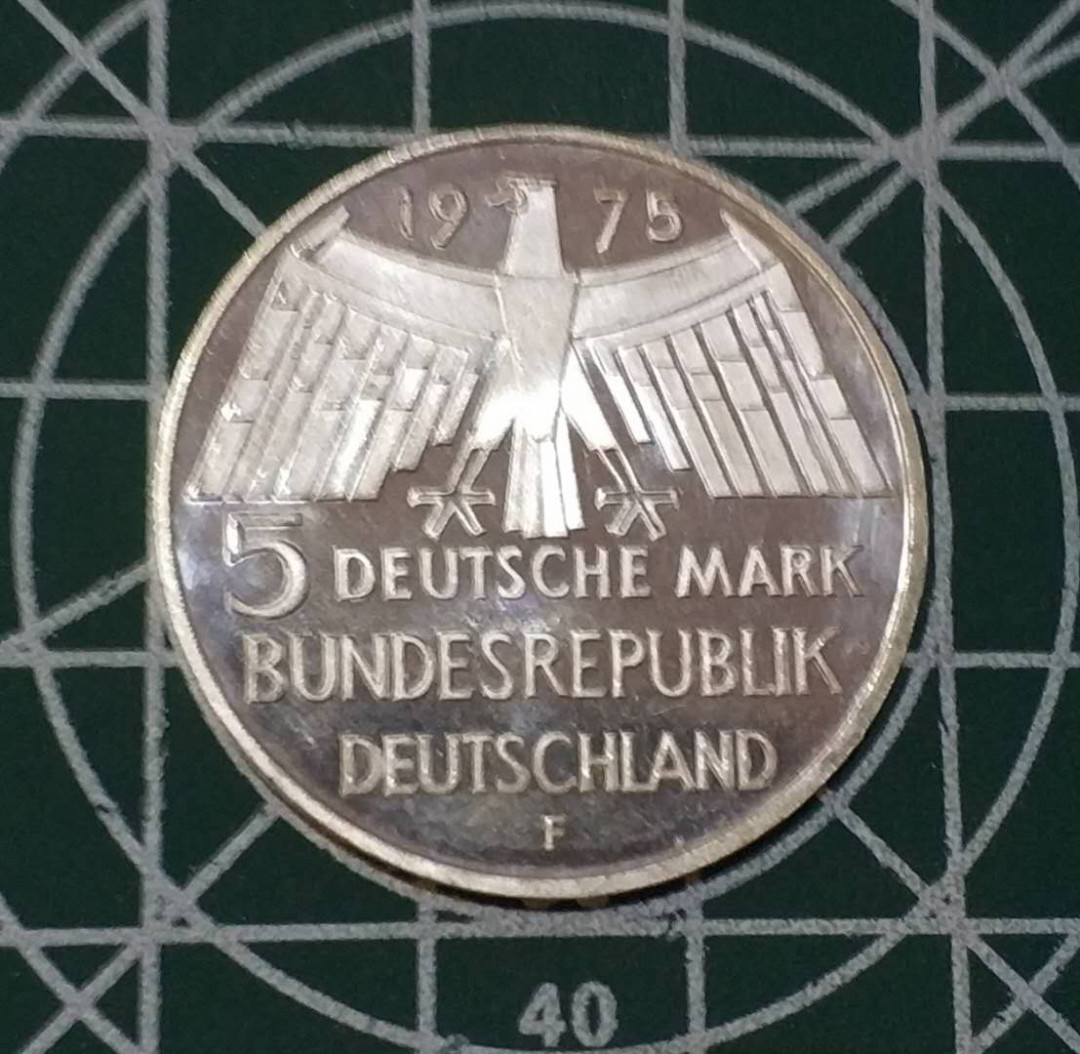 1975
5 DEUTSCHE MARK
BUNDESREPUBLIK
DEUTSCHLAND
F
40